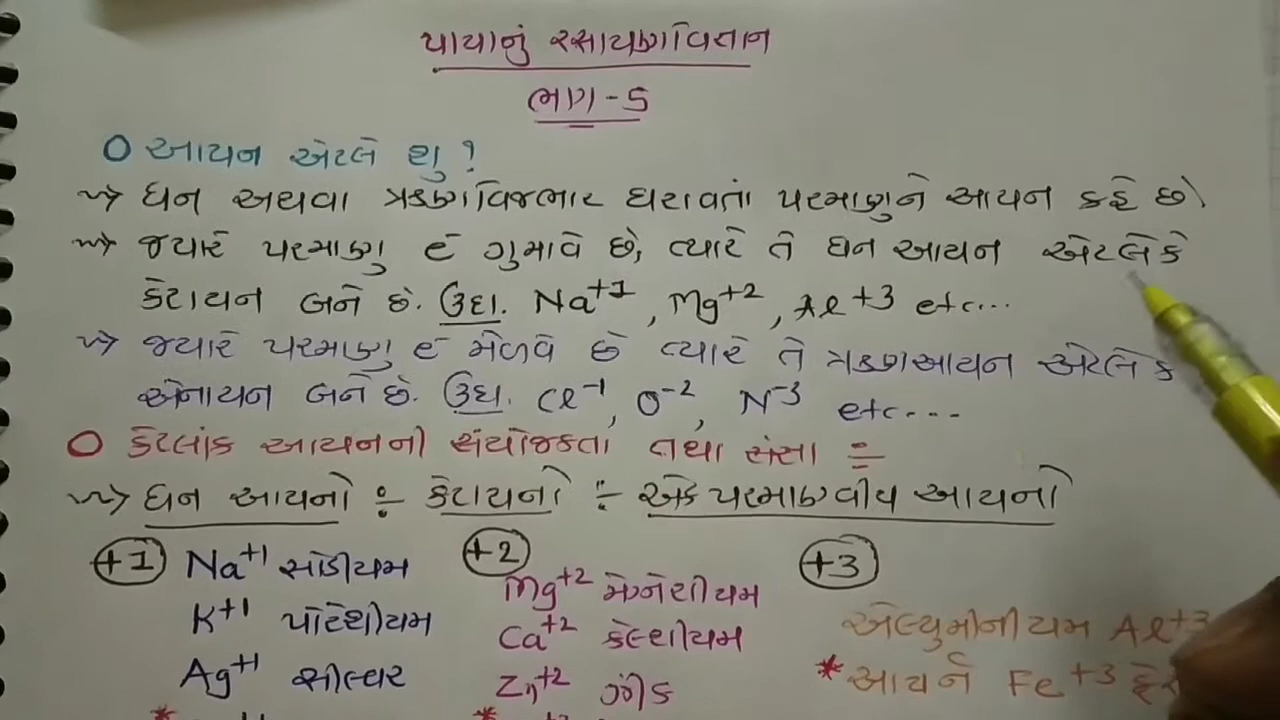 પાયાનું રસાયણવિજ્ઞાન
ભાગ - 5
O આયન એટલે શુ ?
ધન અથવા ઋણવિજભાર ધરાવતાં પરમાણુને આયન કહે છે.
જ્યારે પરમાણુ e⁻ ગુમાવે છે, ત્યારે તે ધન આયન એટલેકે
કેટાયન બને છે. ઉદા. Na⁺¹, Mg⁺², Al⁺³ etc...
જ્યારે પરમાણુ e⁻ મેળવે છે ત્યારે તે ઋણઆયન એટલે કે
એનાયન બને છે. ઉદા. Cl⁻¹, O⁻², N⁻³ etc....
O કેટલાંક આયનની સંયોજકતા તથા સંજ્ઞા ÷
ધન આયનો ÷ કેટાયનો ÷ એક પરમાણ્વીય આયનો
+1 Na⁺¹ સોડીયમ +2 Mg⁺² મેગ્નેશીયમ +3
K⁺¹ પોટેશીયમ Ca⁺² કેલ્શીયમ એલ્યુમીનીયમ Al⁺³
Ag⁺¹ સીલ્વર Zn⁺² ઝીંક * આયર્ન Fe⁺³